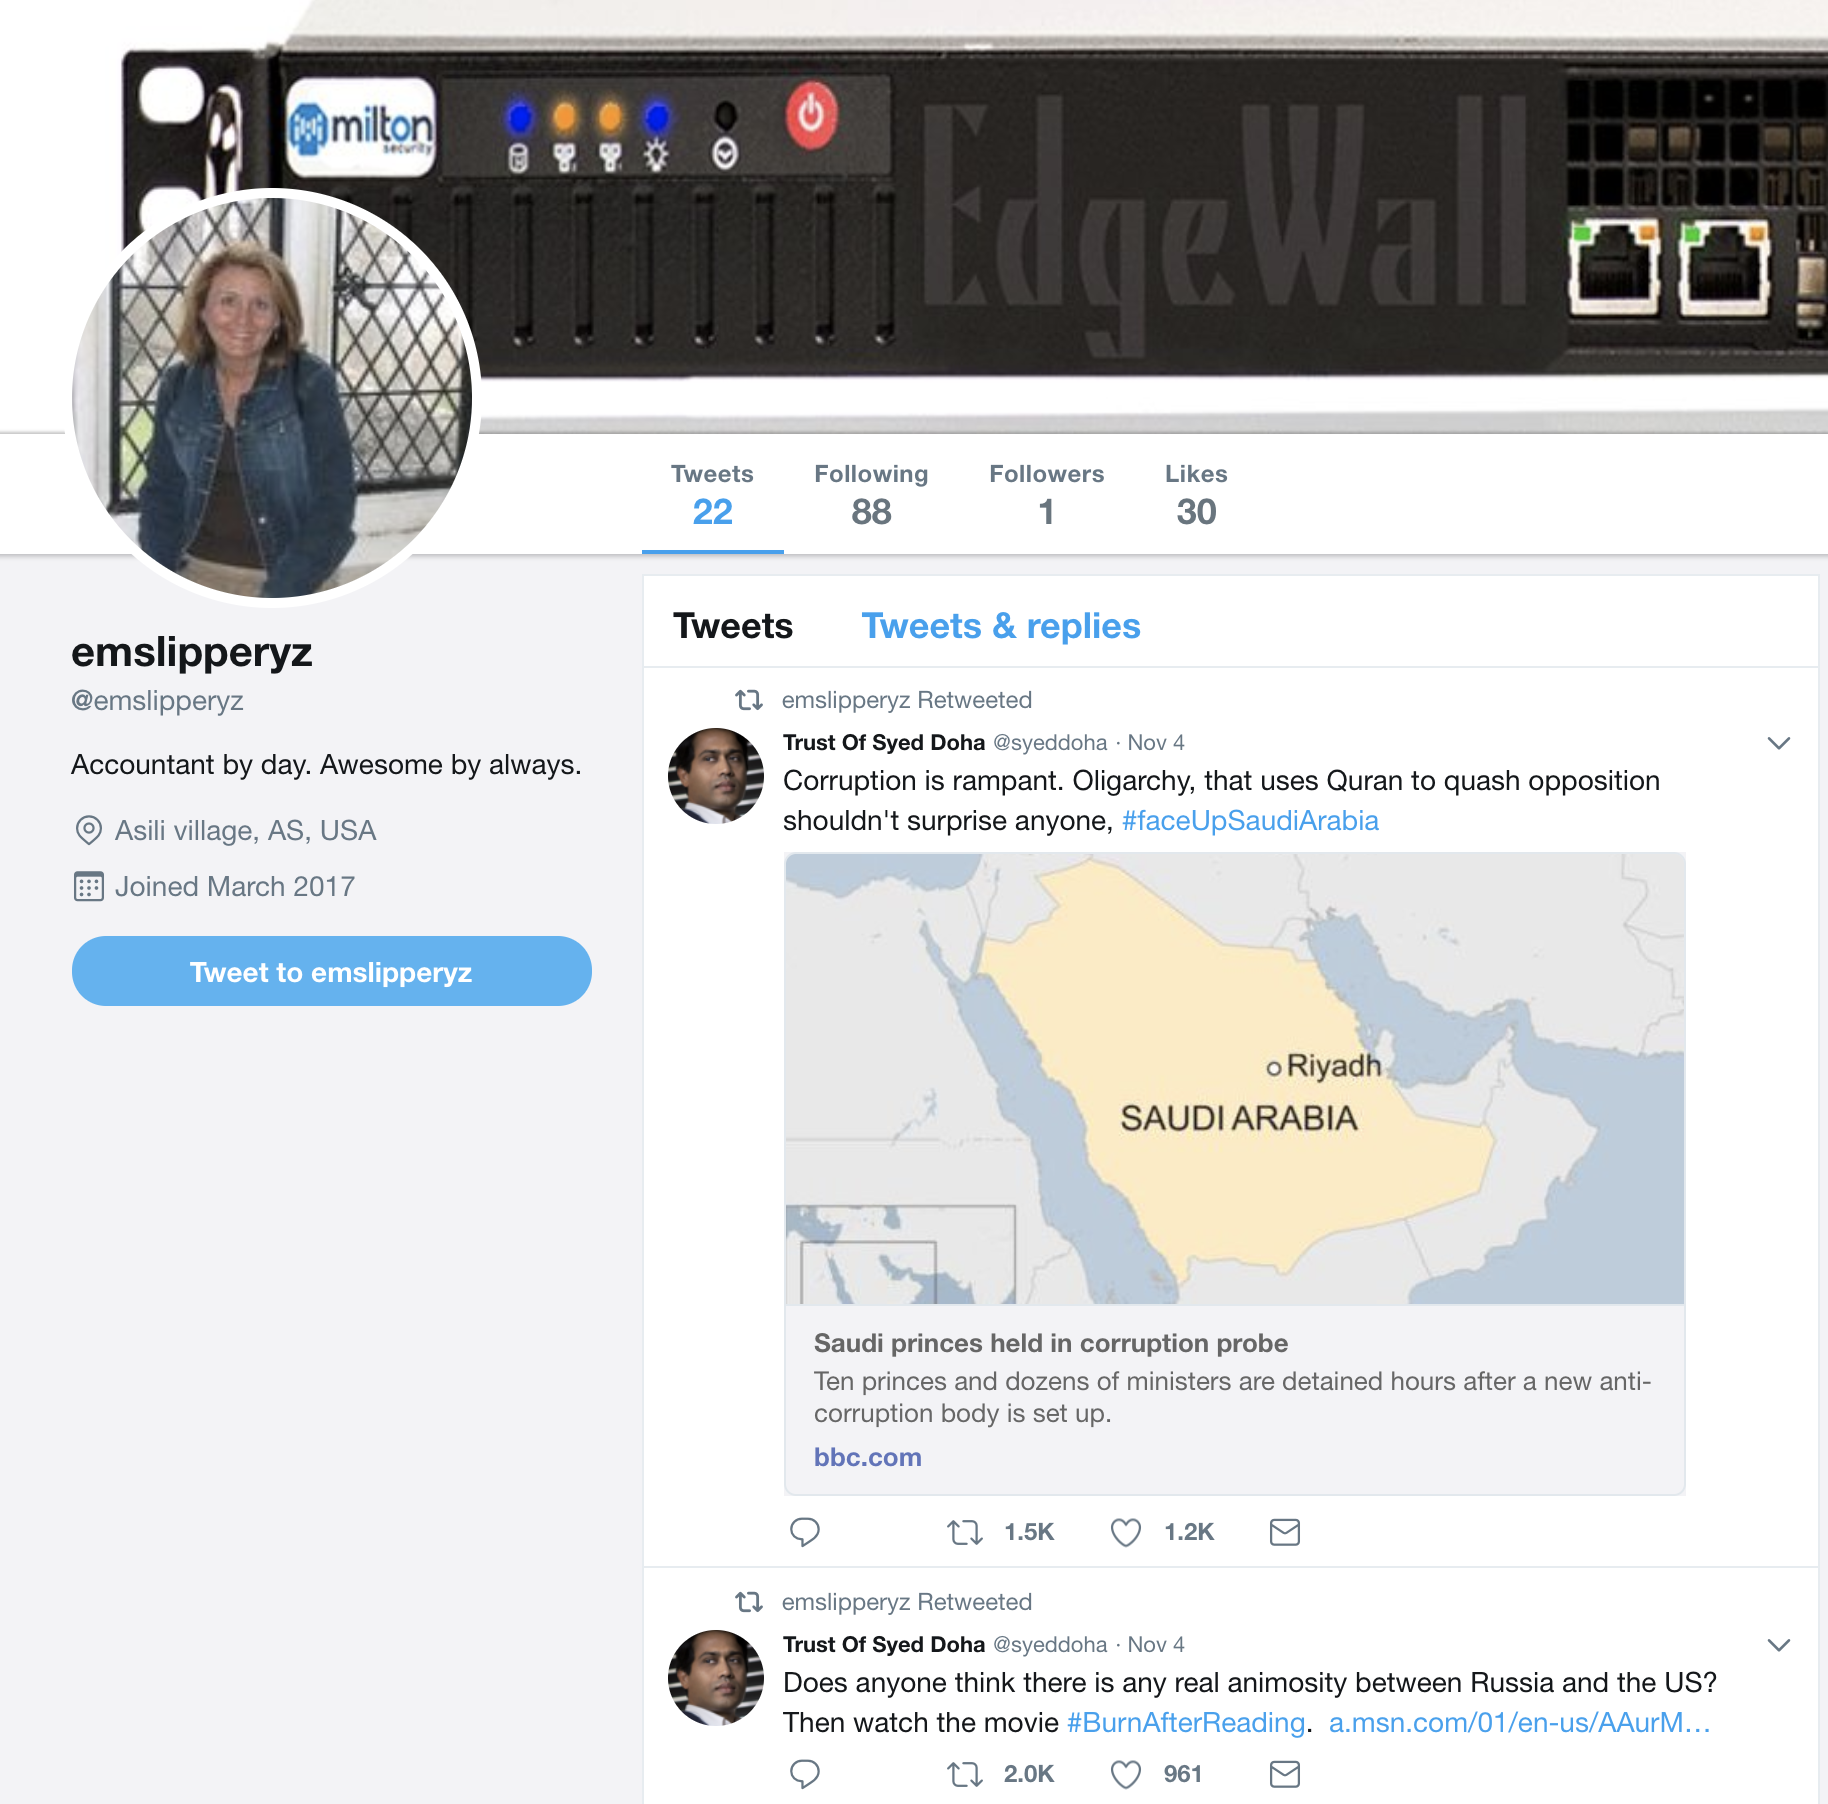 milton
security
EdgeWall
Tweets
22
Following
88
Followers
1
Likes
30
emslipperyz
@emslipperyz
Accountant by day. Awesome by always.
Asili village, AS, USA
Joined March 2017
Tweet to emslipperyz
Tweets Tweets & replies
emslipperyz Retweeted
Trust Of Syed Doha @syeddoha · Nov 4
Corruption is rampant. Oligarchy, that uses Quran to quash opposition
shouldn't surprise anyone, #faceUpSaudiArabia
Riyadh
SAUDI ARABIA
Saudi princes held in corruption probe
Ten princes and dozens of ministers are detained hours after a new anti-
corruption body is set up.
bbc.com
1.5K 1.2K
emslipperyz Retweeted
Trust Of Syed Doha @syeddoha · Nov 4
Does anyone think there is any real animosity between Russia and the US?
Then watch the movie #BurnAfterReading. a.msn.com/01/en-us/AAurM…
2.0K 961